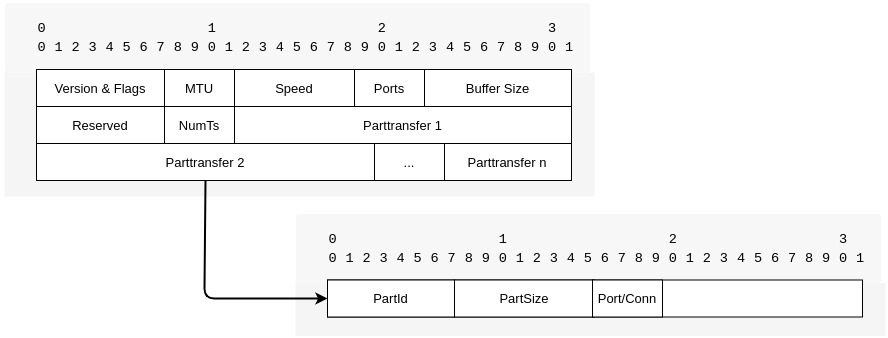 0 1 2 3
0 1 2 3 4 5 6 7 8 9 0 1 2 3 4 5 6 7 8 9 0 1 2 3 4 5 6 7 8 9 0 1
Version & Flags MTU Speed Ports Buffer Size
Reserved NumTs Parttransfer 1
Parttransfer 2 ... Parttransfer n
0 1 2 3
0 1 2 3 4 5 6 7 8 9 0 1 2 3 4 5 6 7 8 9 0 1 2 3 4 5 6 7 8 9 0 1
PartId PartSize Port/Conn